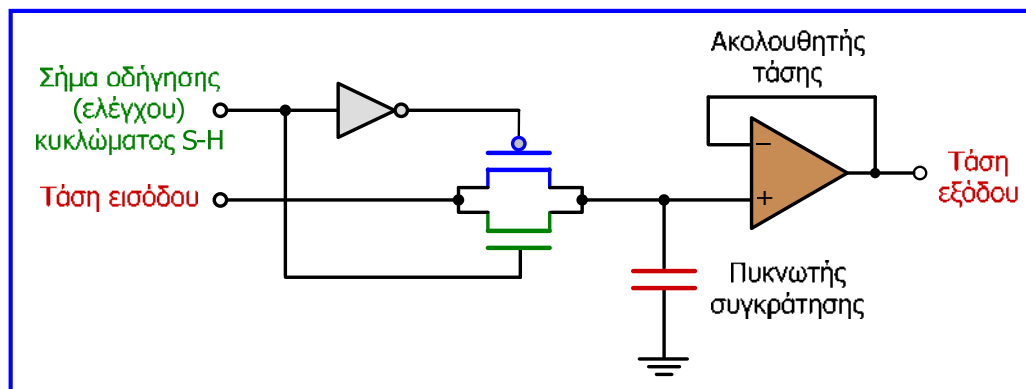 Ακολουθητής
τάσης
Σήμα οδήγησης
(ελέγχου)
κυκλώματος S-H
Τάση εισόδου
−
+
Τάση
εξόδου
Πυκνωτής
συγκράτησης